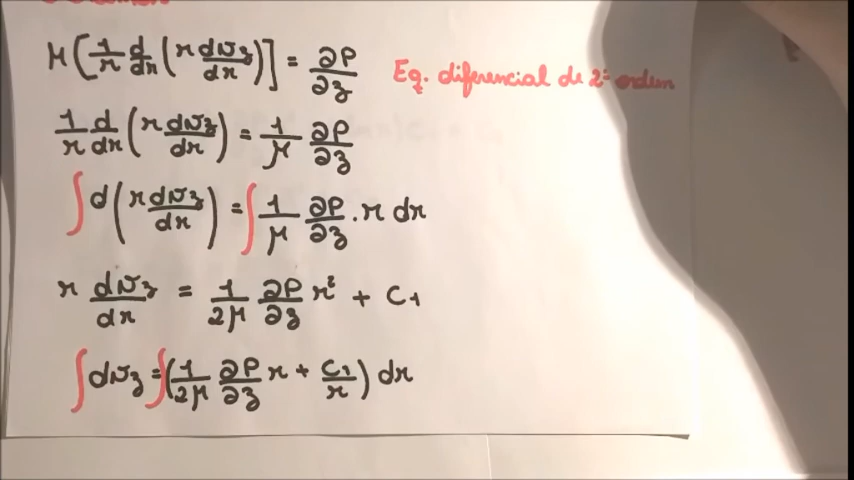 μ[1/r d/dr (r dv_z/dr)] = ∂P/∂z Eq. diferencial de 2ª ordem
1/r d/dr (r dv_z/dr) = 1/μ ∂P/∂z
∫ d(r dv_z/dr) = ∫ 1/μ ∂P/∂z . r dr
r dv_z/dr = 1/2μ ∂P/∂z r² + C₁
∫ dv_z = ∫ (1/2μ ∂P/∂z r + C₁/r) dr